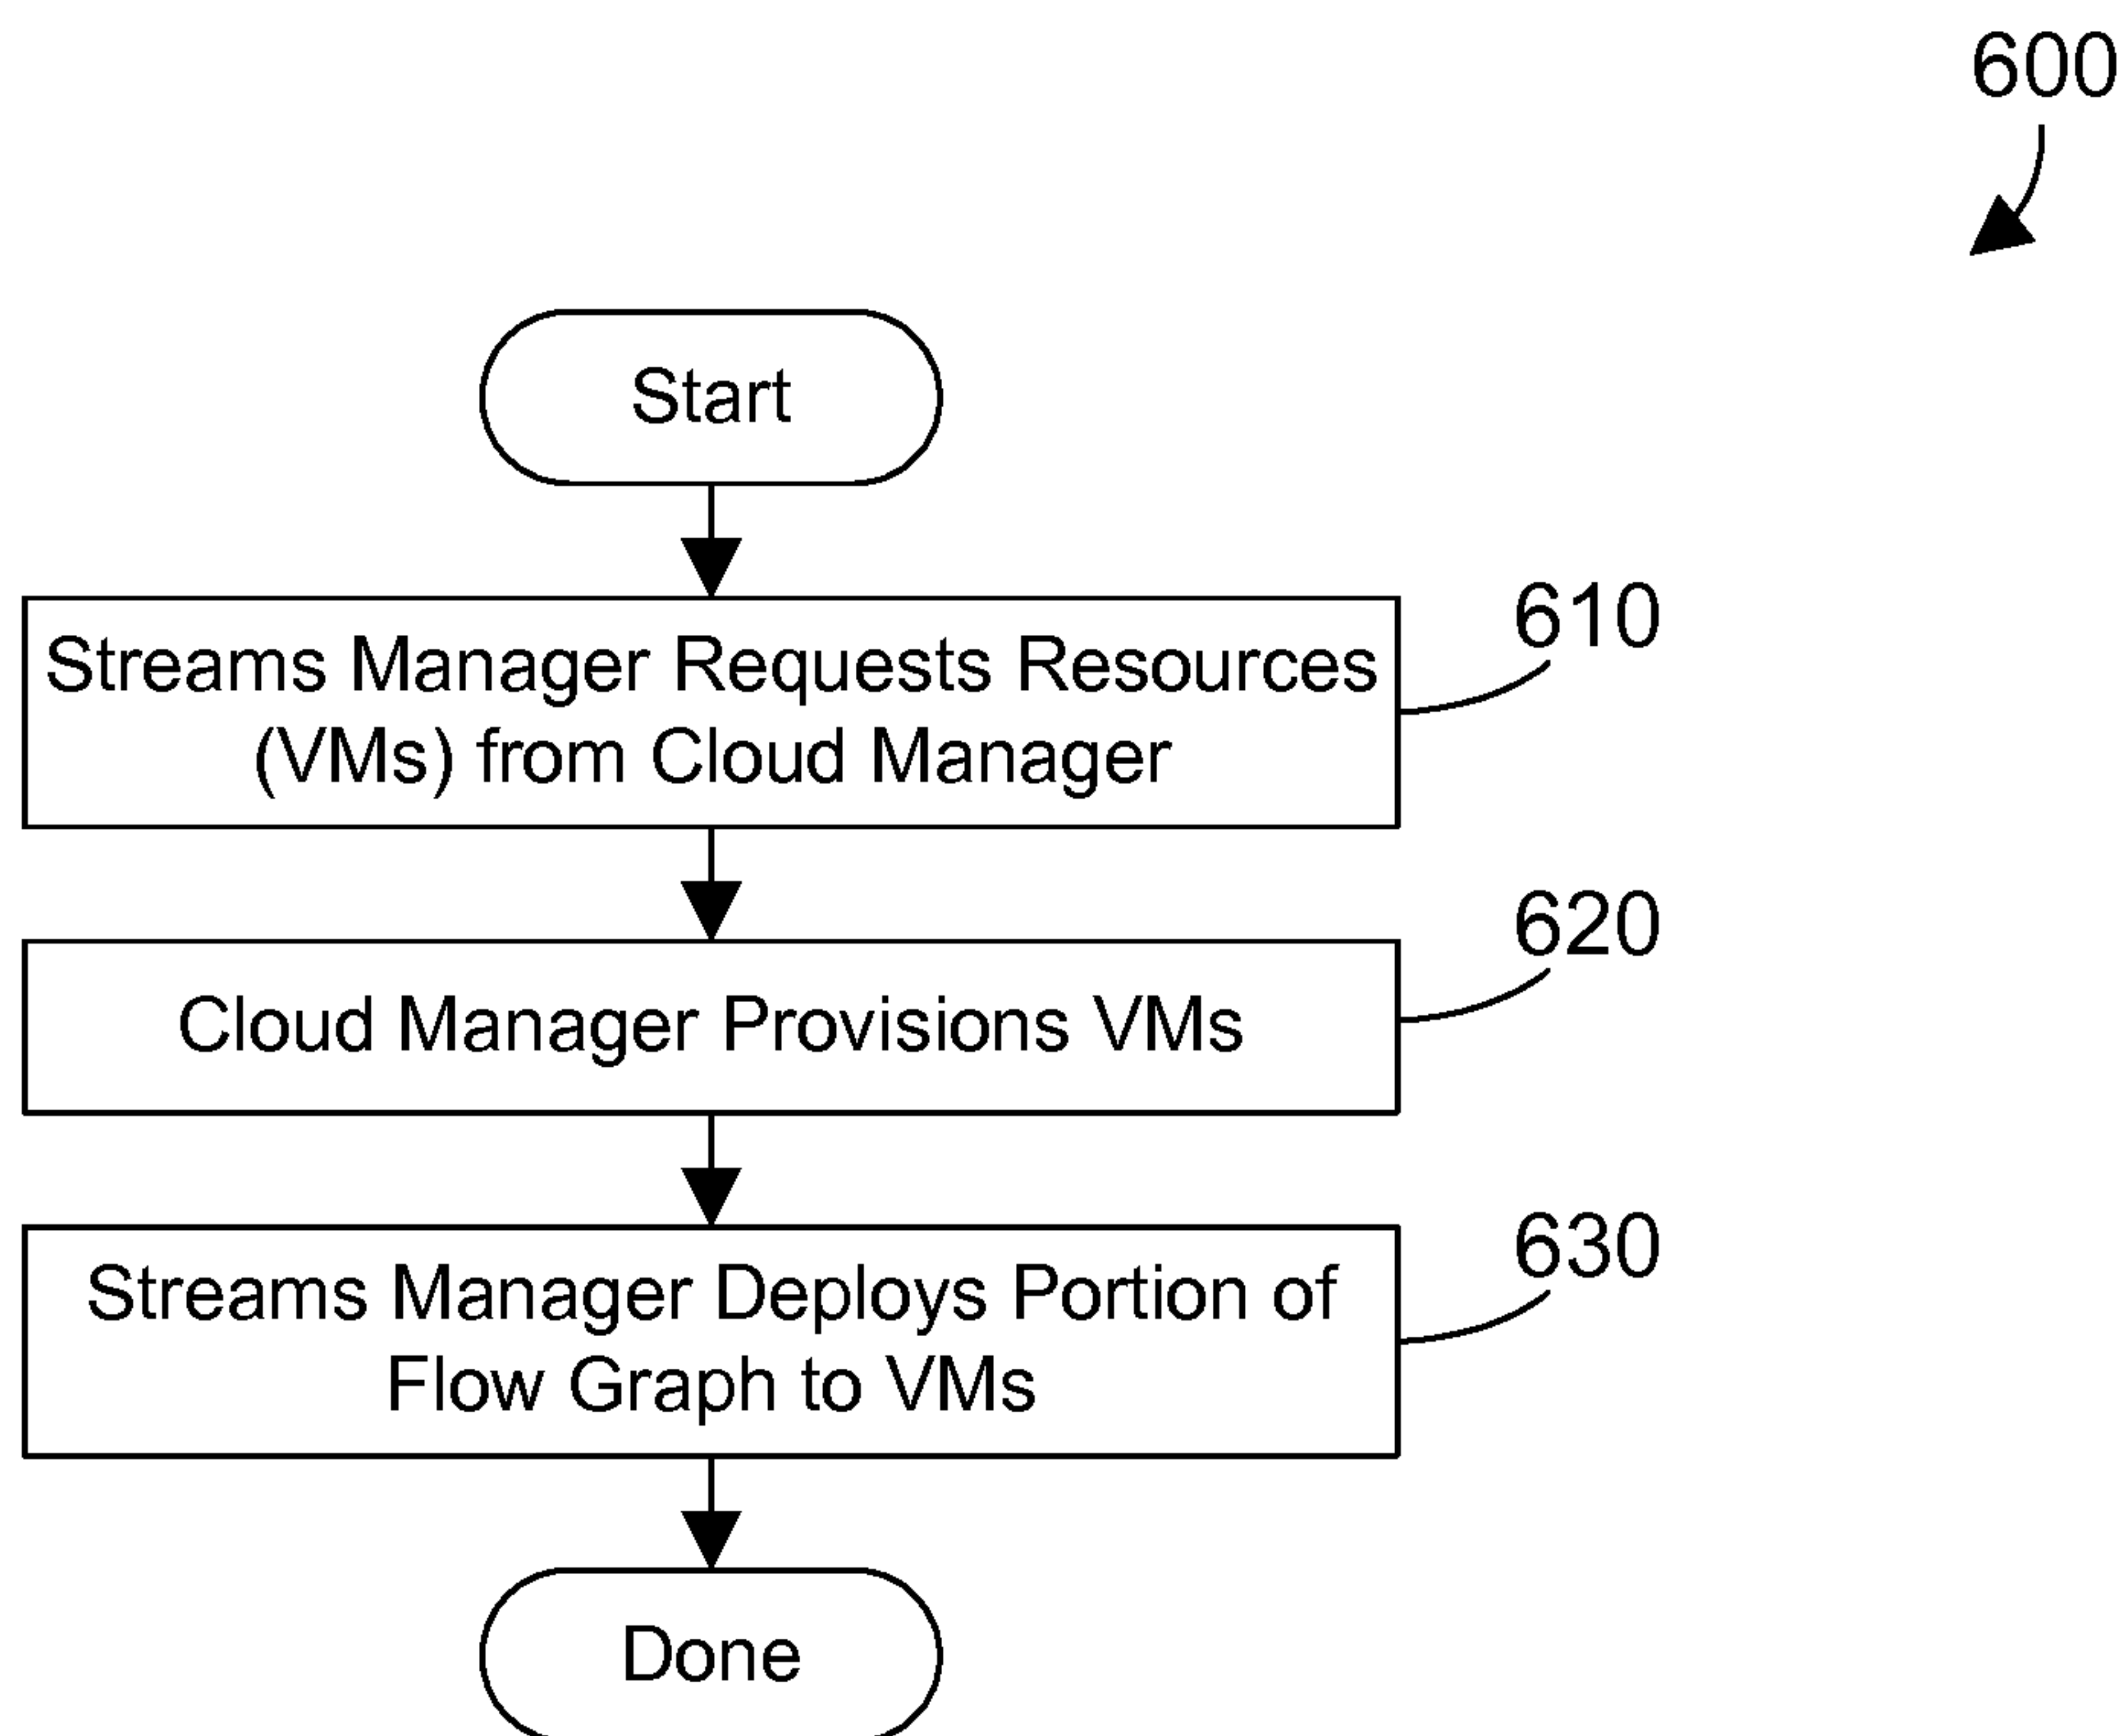 600
Start
610
Streams Manager Requests Resources
(VMs) from Cloud Manager
620
Cloud Manager Provisions VMs
630
Streams Manager Deploys Portion of
Flow Graph to VMs
Done